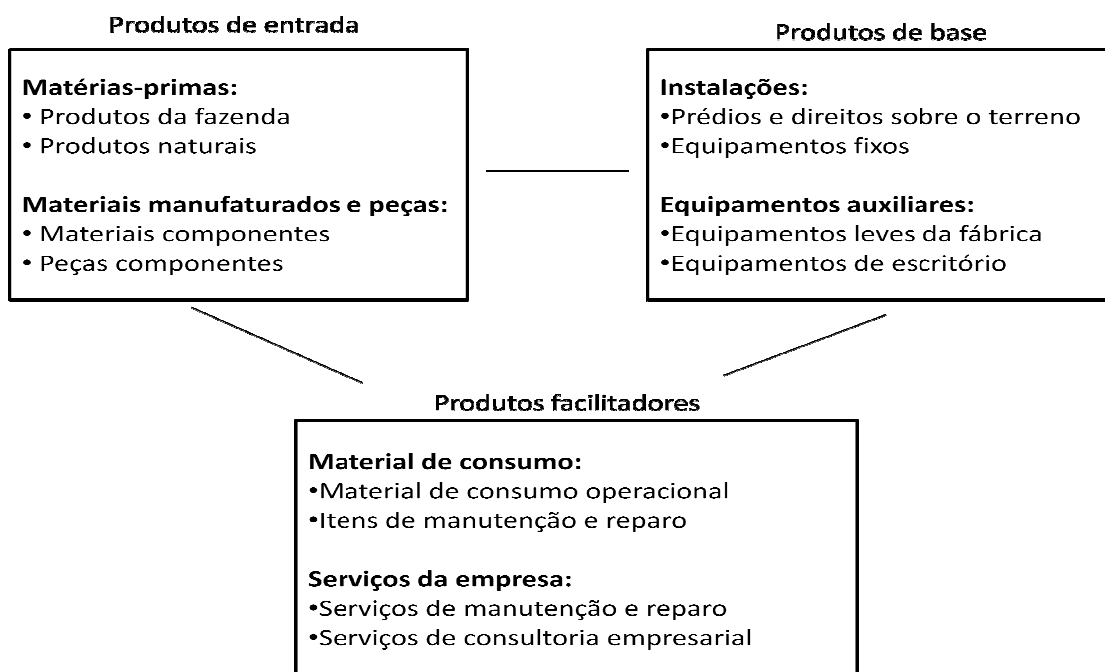 Produtos de entrada
Matérias-primas:
• Produtos da fazenda
• Produtos naturais
Materiais manufaturados e peças:
• Materiais componentes
• Peças componentes
Produtos de base
Instalações:
•Prédios e direitos sobre o terreno
•Equipamentos fixos
Equipamentos auxiliares:
•Equipamentos leves da fábrica
•Equipamentos de escritório
Produtos facilitadores
Material de consumo:
•Material de consumo operacional
•Itens de manutenção e reparo
Serviços da empresa:
•Serviços de manutenção e reparo
•Serviços de consultoria empresarial